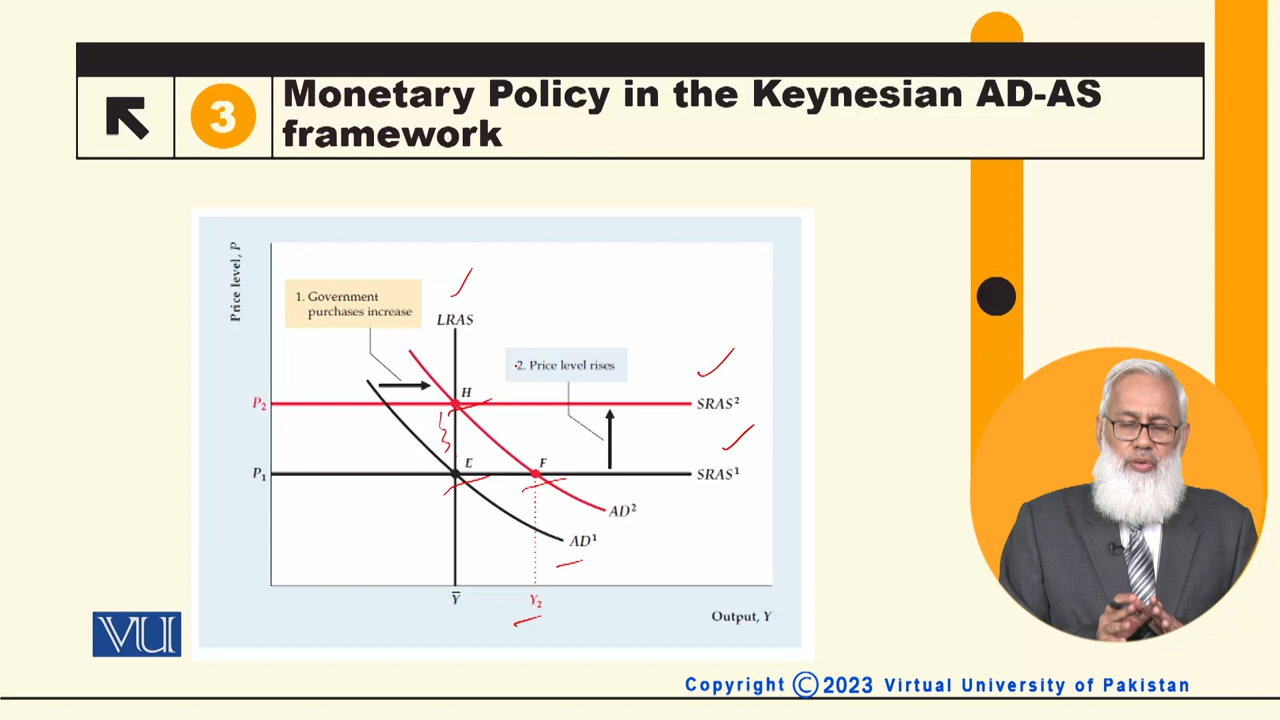 3
Monetary Policy in the Keynesian AD-AS
framework
Price level, P
1. Government
purchases increase
LRAS
2. Price level rises
H
P2
SRAS²
E
F
P1
SRAS¹
AD²
AD¹
Y̅
Y2
Output, Y
VU
Copyright © 2023 Virtual University of Pakistan